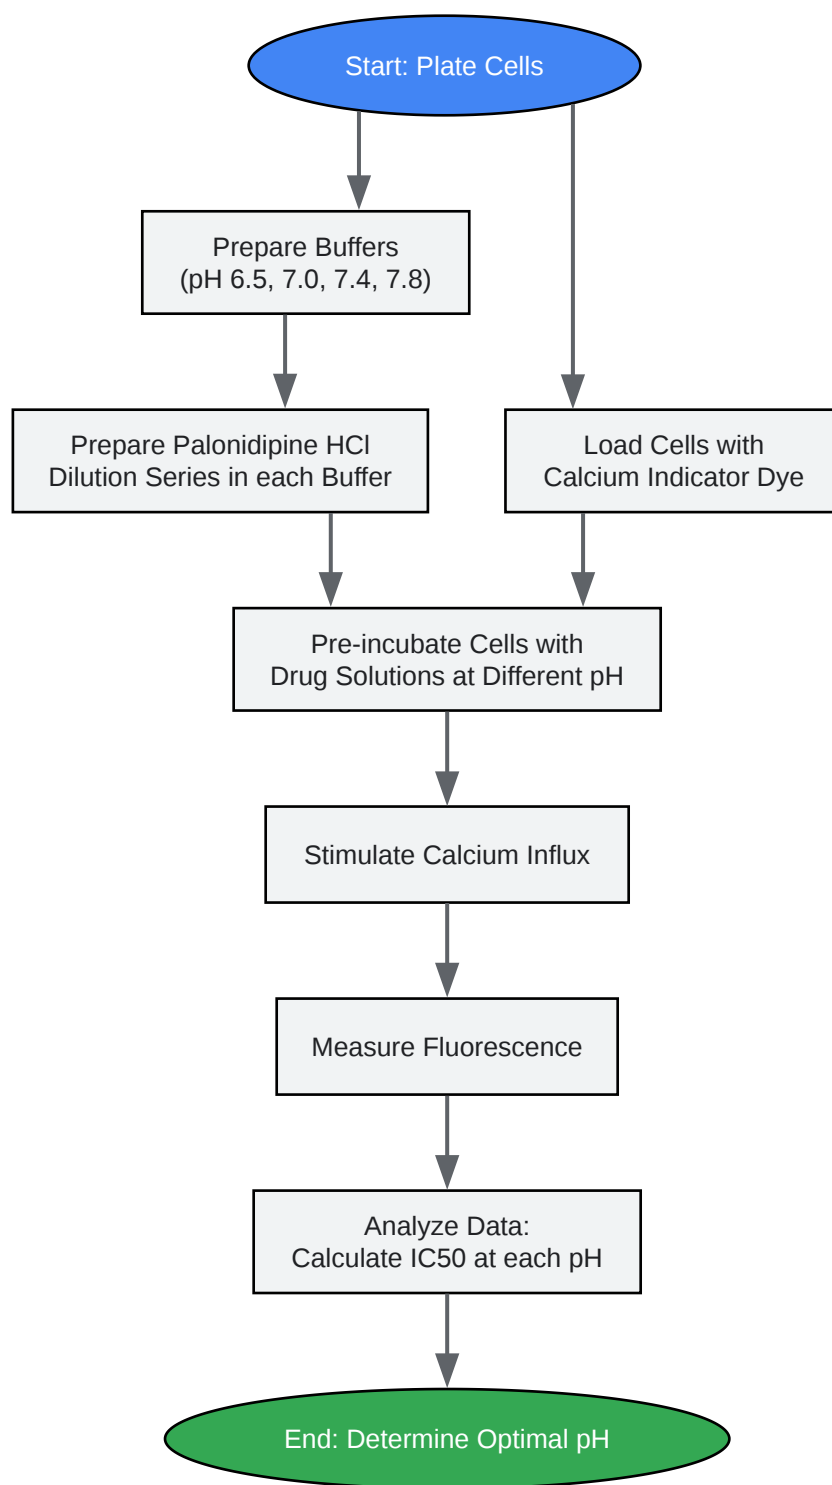 Start: Plate Cells
Prepare Buffers
(pH 6.5, 7.0, 7.4, 7.8)
Prepare Palonidipine HCl
Dilution Series in each Buffer
Load Cells with
Calcium Indicator Dye
Pre-incubate Cells with
Drug Solutions at Different pH
Stimulate Calcium Influx
Measure Fluorescence
Analyze Data:
Calculate IC50 at each pH
End: Determine Optimal pH